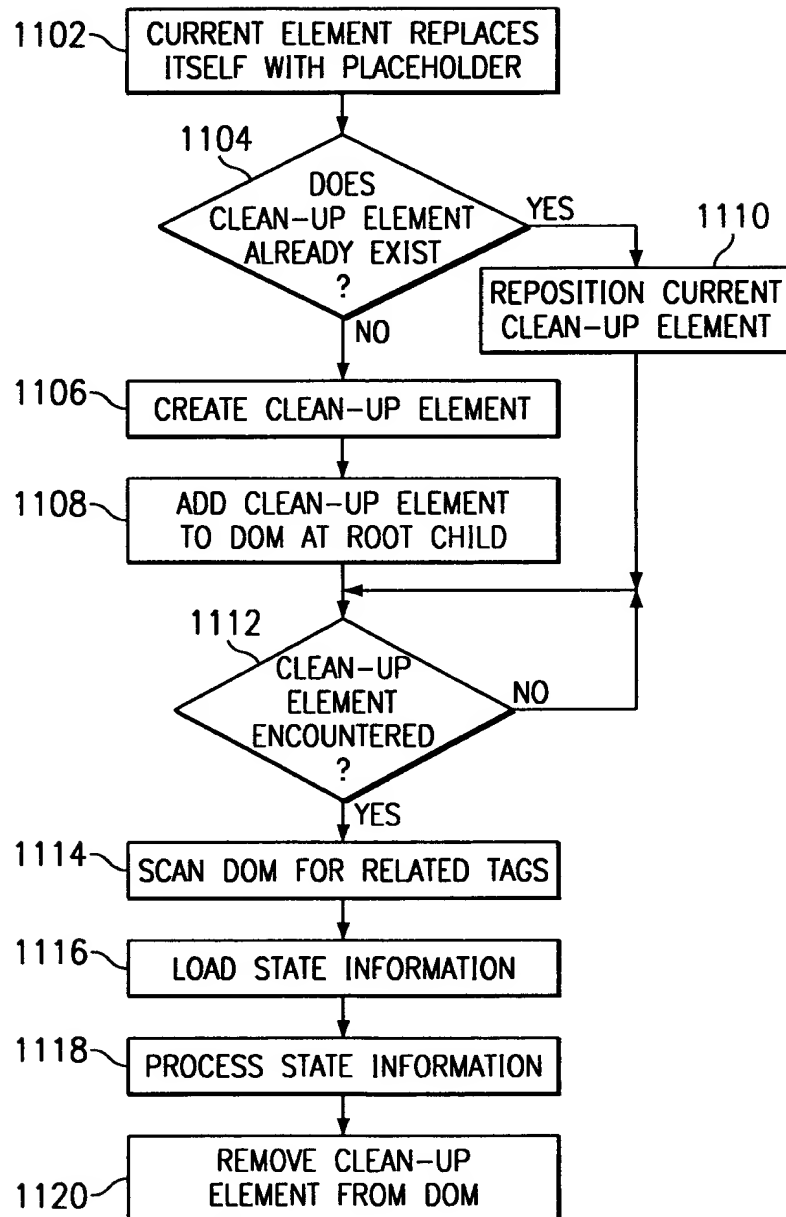 1102
CURRENT ELEMENT REPLACES
ITSELF WITH PLACEHOLDER
1104
DOES
CLEAN-UP ELEMENT
ALREADY EXIST
?
YES
NO
1110
REPOSITION CURRENT
CLEAN-UP ELEMENT
1106
CREATE CLEAN-UP ELEMENT
1108
ADD CLEAN-UP ELEMENT
TO DOM AT ROOT CHILD
1112
CLEAN-UP
ELEMENT
ENCOUNTERED
?
NO
YES
1114
SCAN DOM FOR RELATED TAGS
1116
LOAD STATE INFORMATION
1118
PROCESS STATE INFORMATION
1120
REMOVE CLEAN-UP
ELEMENT FROM DOM